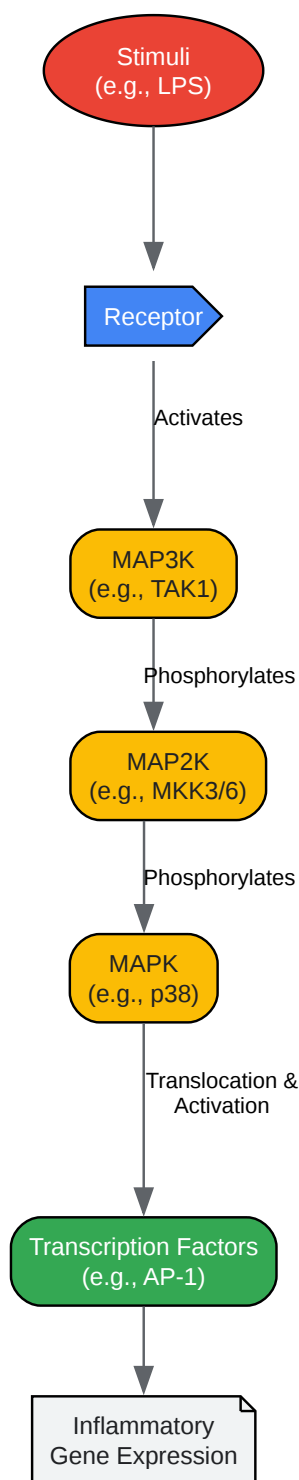 Stimuli
(e.g., LPS)
Receptor
Activates
MAP3K
(e.g., TAK1)
Phosphorylates
MAP2K
(e.g., MKK3/6)
Phosphorylates
MAPK
(e.g., p38)
Translocation &
Activation
Transcription Factors
(e.g., AP-1)
Inflammatory
Gene Expression